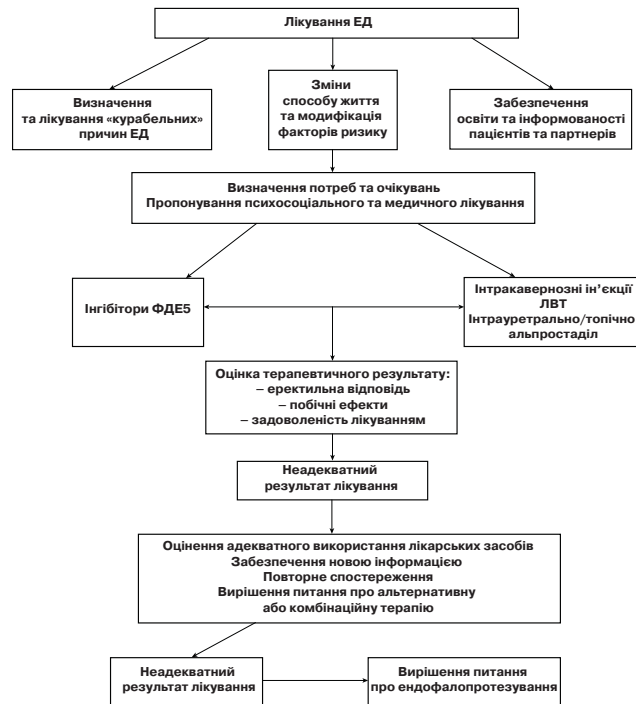 Лікування ЕД
Визначення
та лікування «курабельних»
причин ЕД
Зміни
способу життя
та модифікація
факторів ризику
Забезпечення
освіти та інформованості
пацієнтів та партнерів
Визначення потреб та очікувань
Пропонування психосоціального та медичного лікування
Інгібітори ФДЕ5
Інтракавернозні ін’єкції
ЛВТ
Інтрауретрально/топічно
альпростаділ
Оцінка терапевтичного результату:
– еректильна відповідь
– побічні ефекти
– задоволеність лікуванням
Неадекватний
результат лікування
Оцінення адекватного використання лікарських засобів
Забезпечення новою інформацією
Повторне спостереження
Вирішення питання про альтернативну
або комбінаційну терапію
Неадекватний
результат лікування
Вирішення питання
про ендофалопротезування